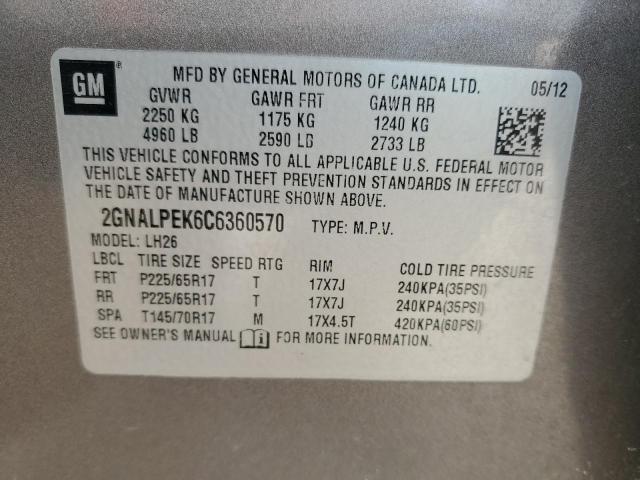 GM ®
MFD BY GENERAL MOTORS OF CANADA LTD. 05/12
GVWR GAWR FRT GAWR RR
2250 KG 1175 KG 1240 KG
4960 LB 2590 LB 2733 LB
THIS VEHICLE CONFORMS TO ALL APPLICABLE U.S. FEDERAL MOTOR
VEHICLE SAFETY AND THEFT PREVENTION STANDARDS IN EFFECT ON
THE DATE OF MANUFACTURE SHOWN ABOVE.
2GNALPEK6C6360570 TYPE: M.P.V.
MODEL: LH26
LBCL TIRE SIZE SPEED RTG RIM COLD TIRE PRESSURE
FRT P225/65R17 T 17X7J 240KPA(35PSI)
RR P225/65R17 T 17X7J 240KPA(35PSI)
SPA T145/70R17 M 17X4.5T 420KPA(60PSI)
SEE OWNER'S MANUAL FOR MORE INFORMATION.